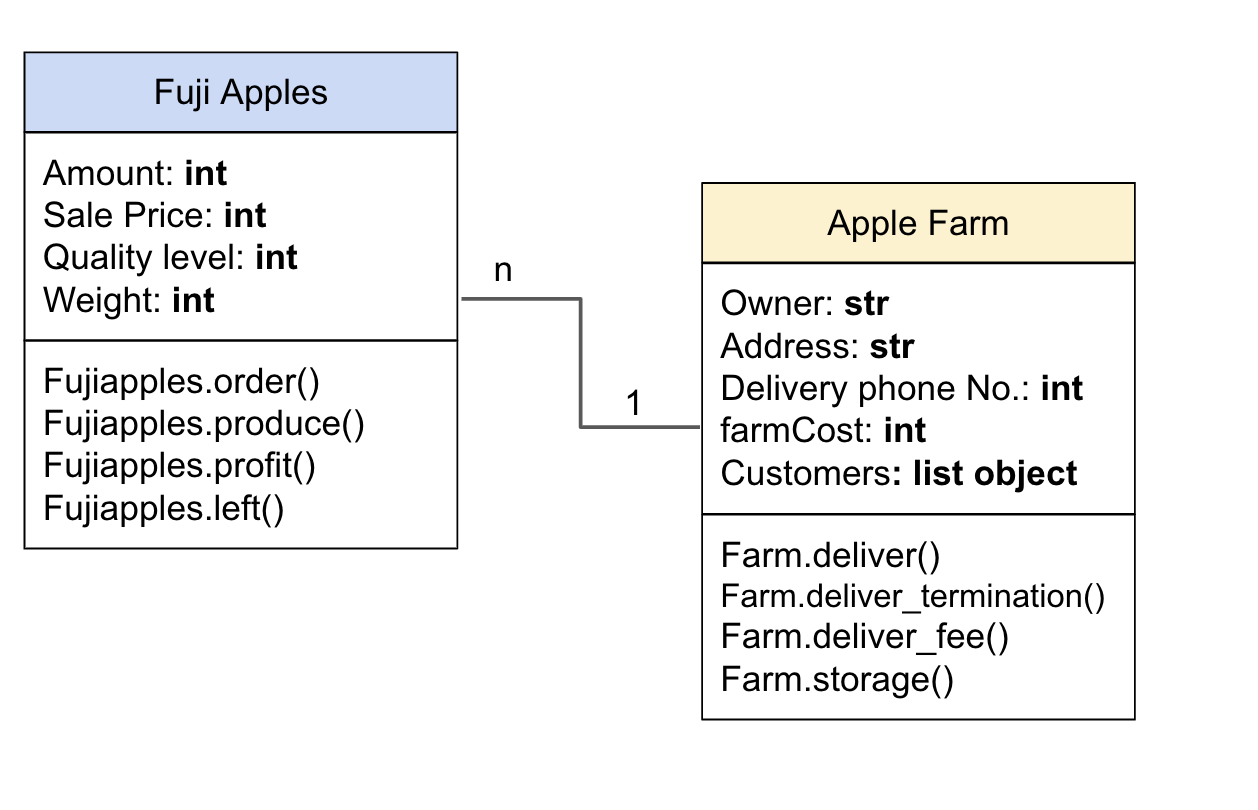 Fuji Apples
Amount: int
Sale Price: int
Quality level: int
Weight: int
Fujiapples.order()
Fujiapples.produce()
Fujiapples.profit()
Fujiapples.left()
n
1
Apple Farm
Owner: str
Address: str
Delivery phone No.: int
farmCost: int
Customers: list object
Farm.deliver()
Farm.deliver_termination()
Farm.deliver_fee()
Farm.storage()